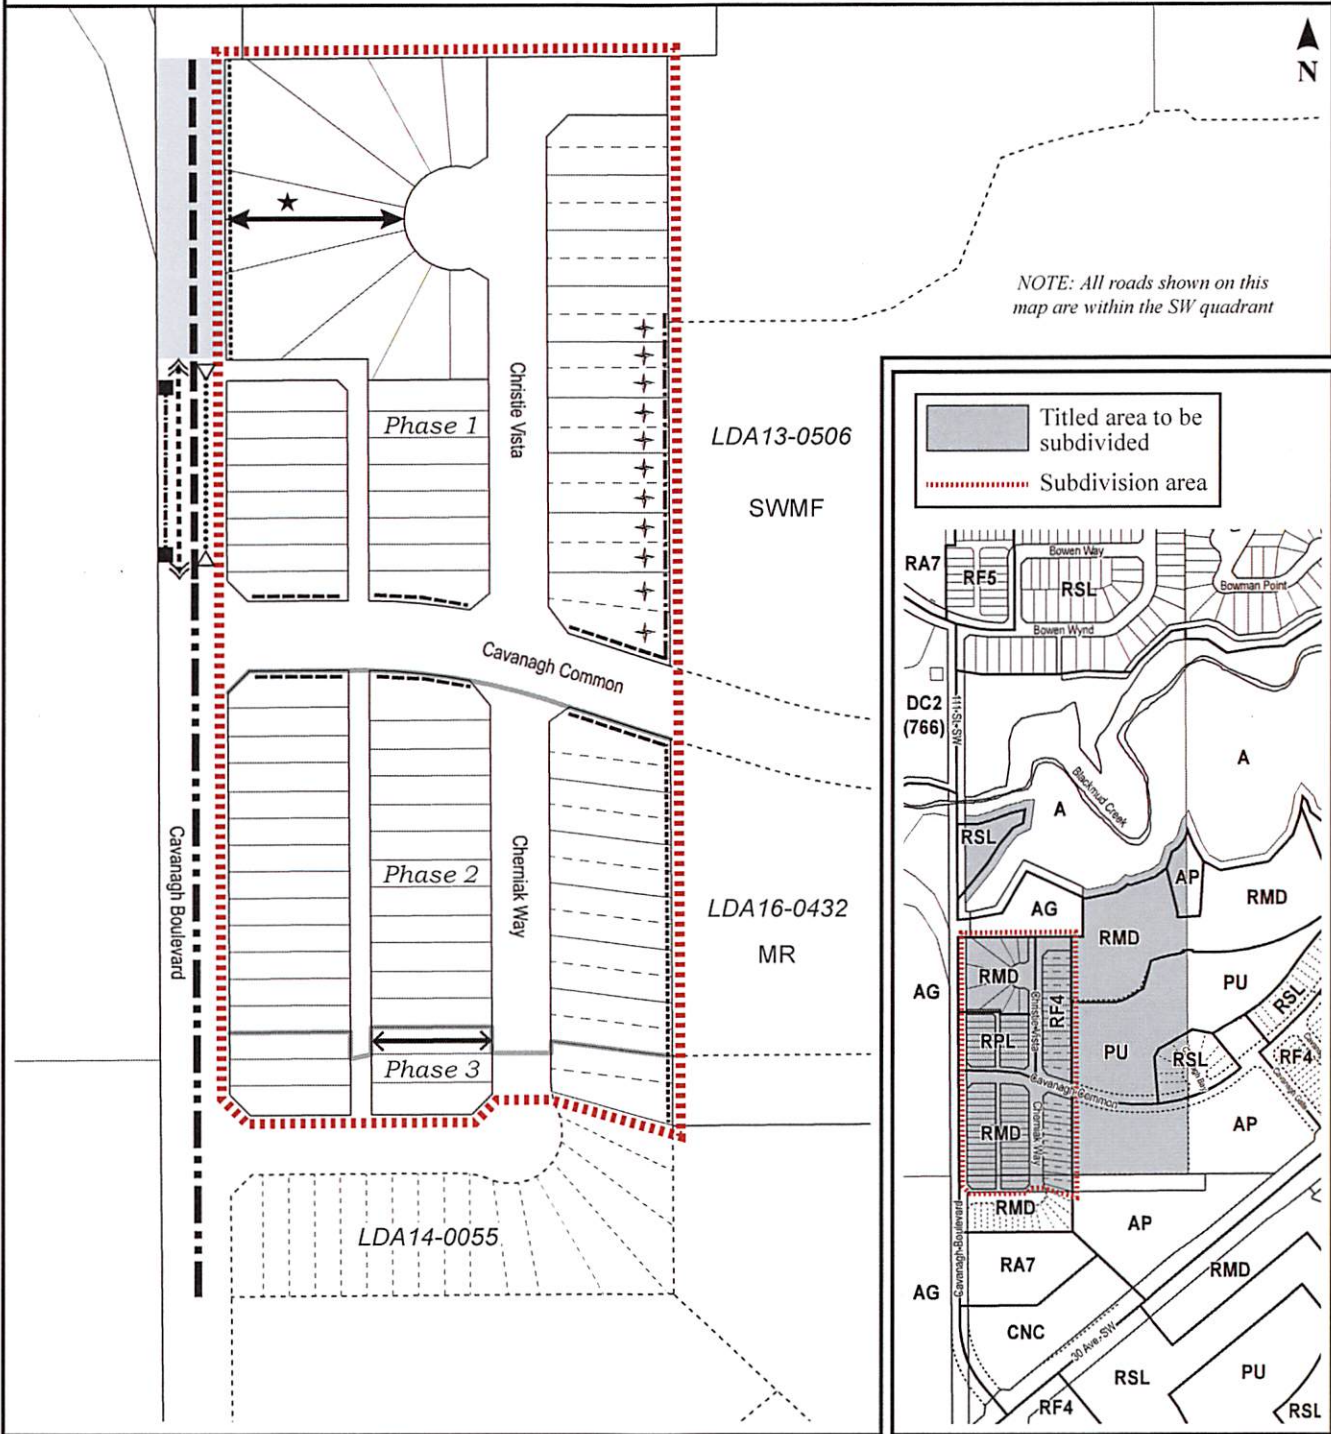 N
NOTE: All roads shown on this
map are within the SW quadrant
Christie Vista
Phase 1
LDA13-0506
SWMF
Cavanagh Common
Cavanagh Boulevard
Phase 2
Cherniak Way
LDA16-0432
MR
Phase 3
LDA14-0055
Titled area to be
subdivided
Subdivision area
RA7
RF5
Bowen Way
RSL
Bowman Point
Bowen Wynd
DC2
(766)
111 St. SW
A
Blackmud Creek
A
RSL
AP
RMD
AG
RMD
AG
RMD
Christie Vista
RF4
PU
RSL
RPL
PU
RSL
RF4
Cavanagh Common
RMD
Cherniak Way
AP
RMD
Cavanagh Boulevard
AP
RA7
RMD
AG
CNC
30 Ave. SW
RSL
PU
RF4
RSL